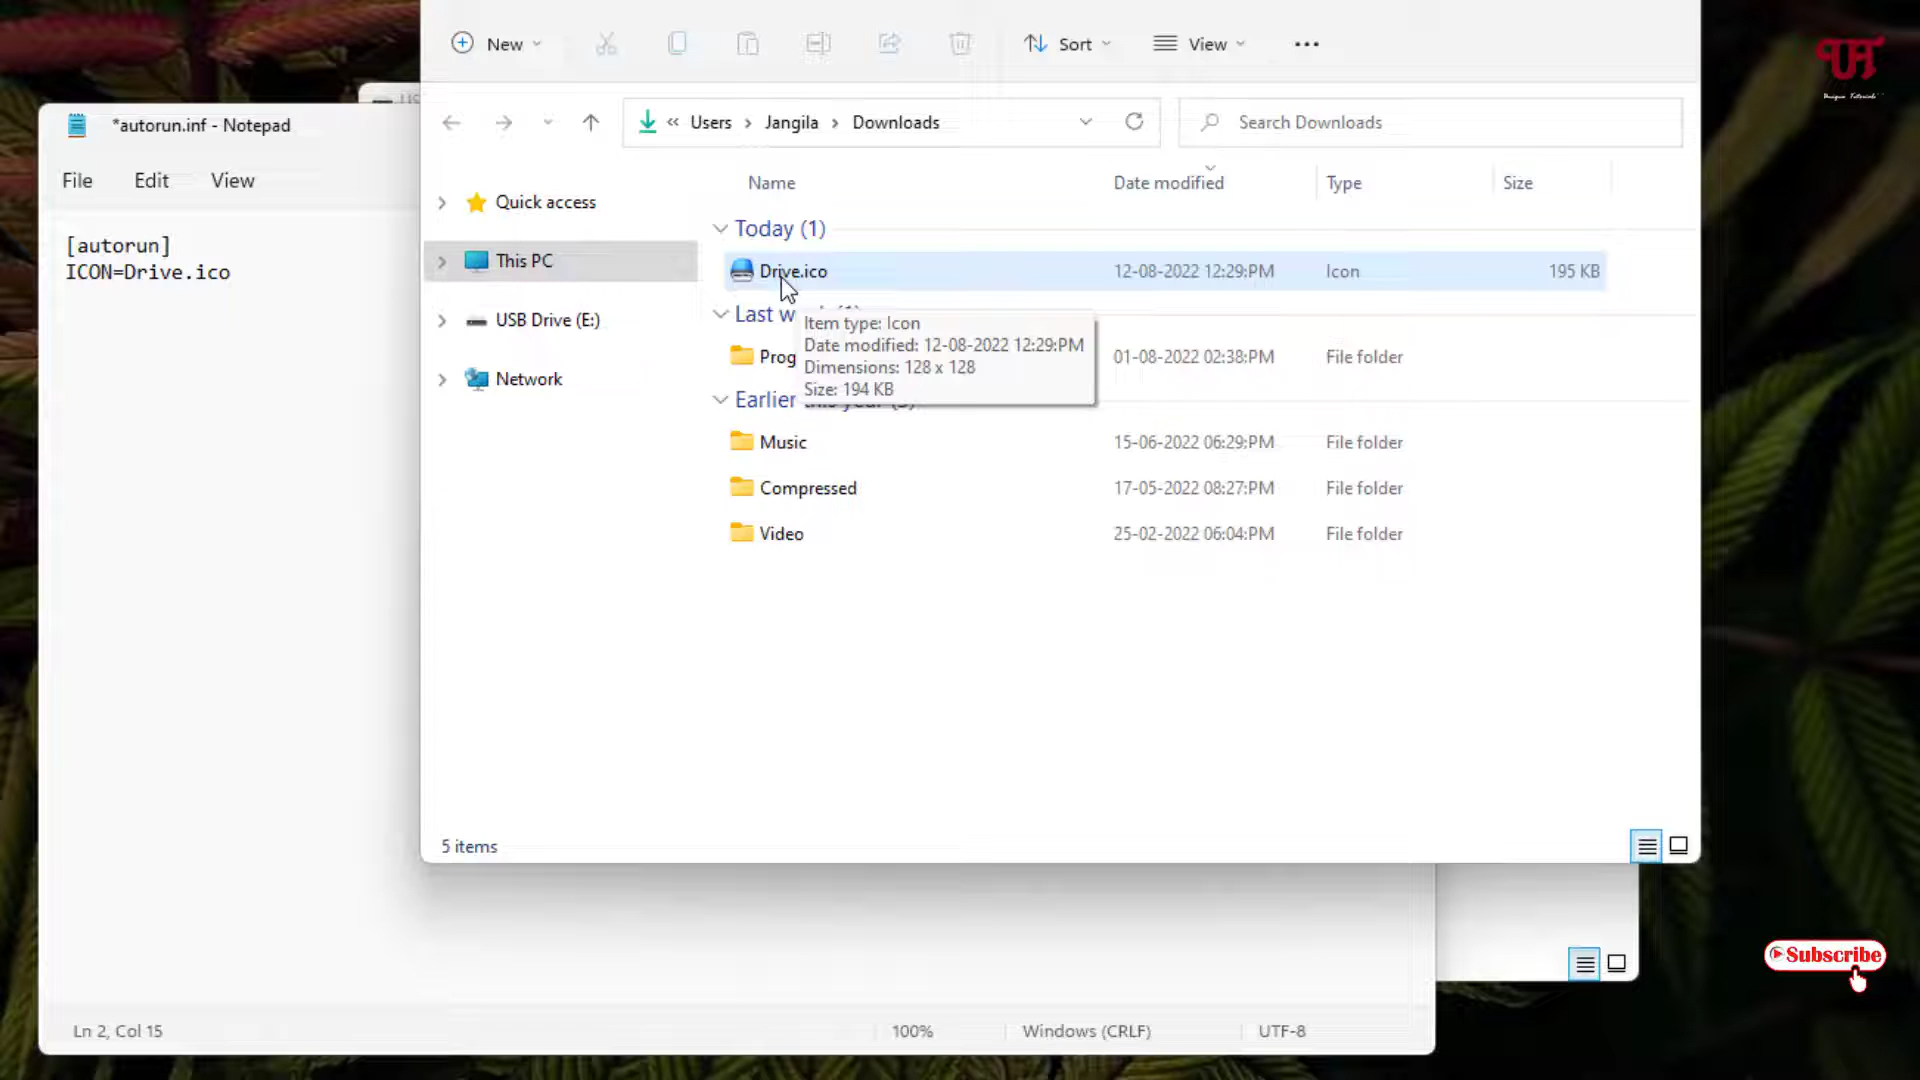 New
Sort
View
*autorun.inf - Notepad
File
Edit
View
[autorun]
ICON=Drive.ico
Users
Jangila
Downloads
Search Downloads
Name
Date modified
Type
Size
Quick access
This PC
USB Drive (E:)
Network
Today (1)
Drive.ico
12-08-2022 12:29:PM
Icon
195 KB
Last
Item type: Icon
Date modified: 12-08-2022 12:29:PM
Dimensions: 128 x 128
Size: 194 KB
Prog
01-08-2022 02:38:PM
File folder
Earlier
Music
15-06-2022 06:29:PM
File folder
Compressed
17-05-2022 08:27:PM
File folder
Video
25-02-2022 06:04:PM
File folder
5 items
Ln 2, Col 15
100%
Windows (CRLF)
UTF-8
UT
Unique Tutorials
Subscribe